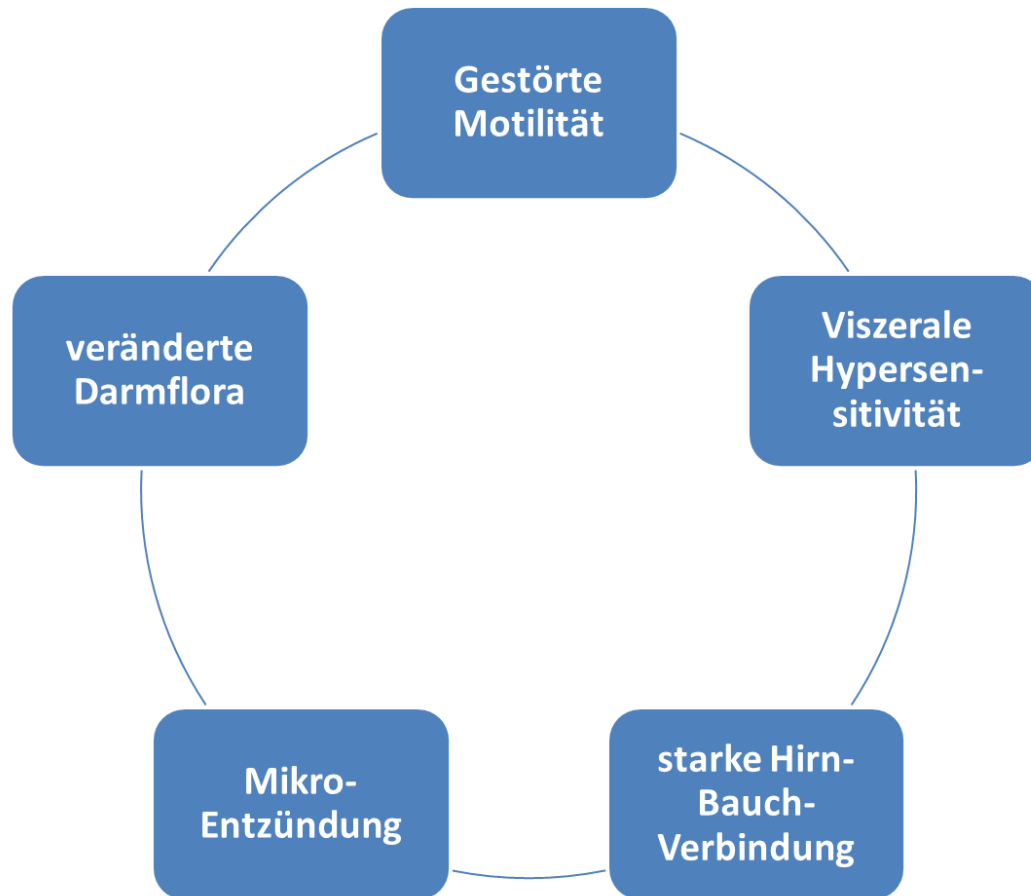 Gestörte
Motilität
Viszerale
Hypersen-
sitivität
starke Hirn-
Bauch-
Verbindung
Mikro-
Entzündung
veränderte
Darmflora